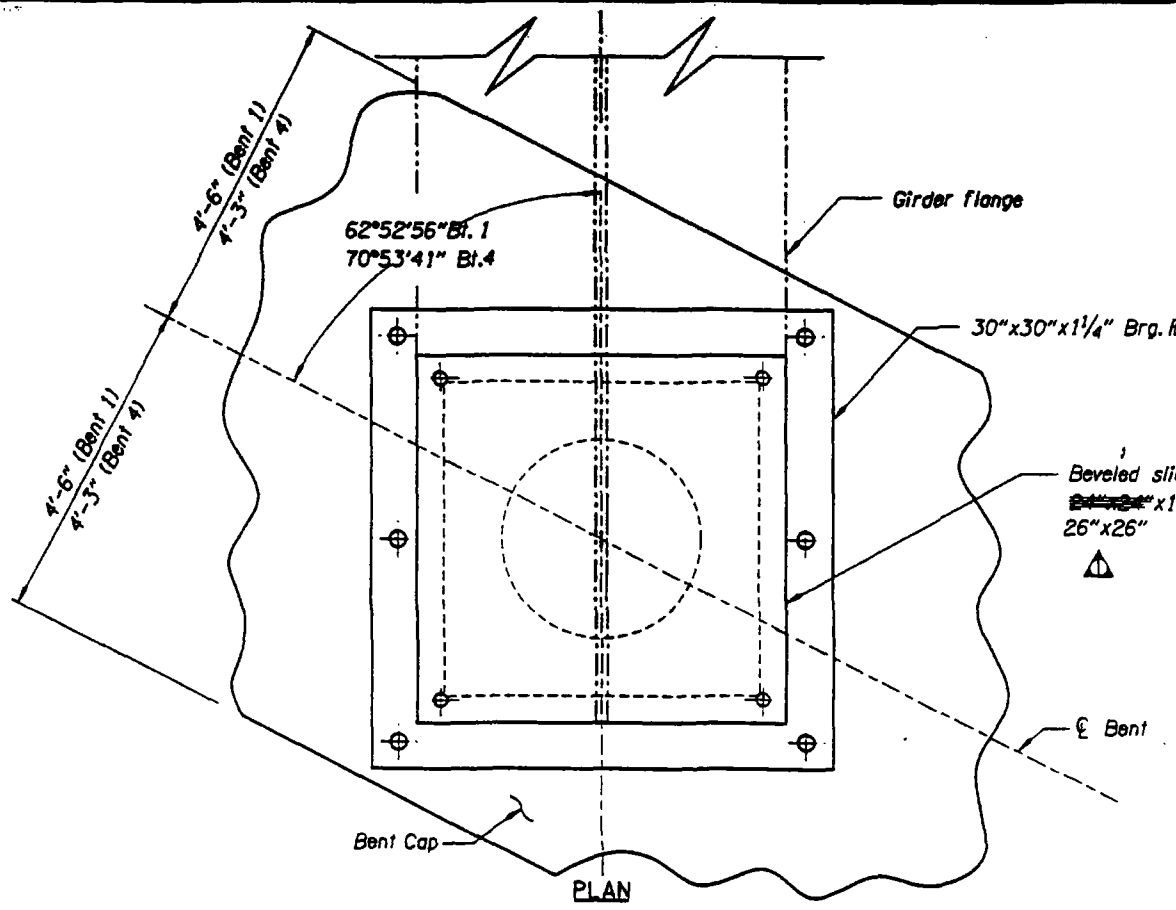 4'-6" (Bent 1)
4'-3" (Bent 4)
62°52'56" Bt. 1
70°53'41" Bt.4
Girder flange
30"x30"x1¼" Brg.
4'-6" (Bent 1)
4'-3" (Bent 4)
Beveled
24"x24" x1
26"x26"
1
℄ Bent
Bent Cap
PLAN